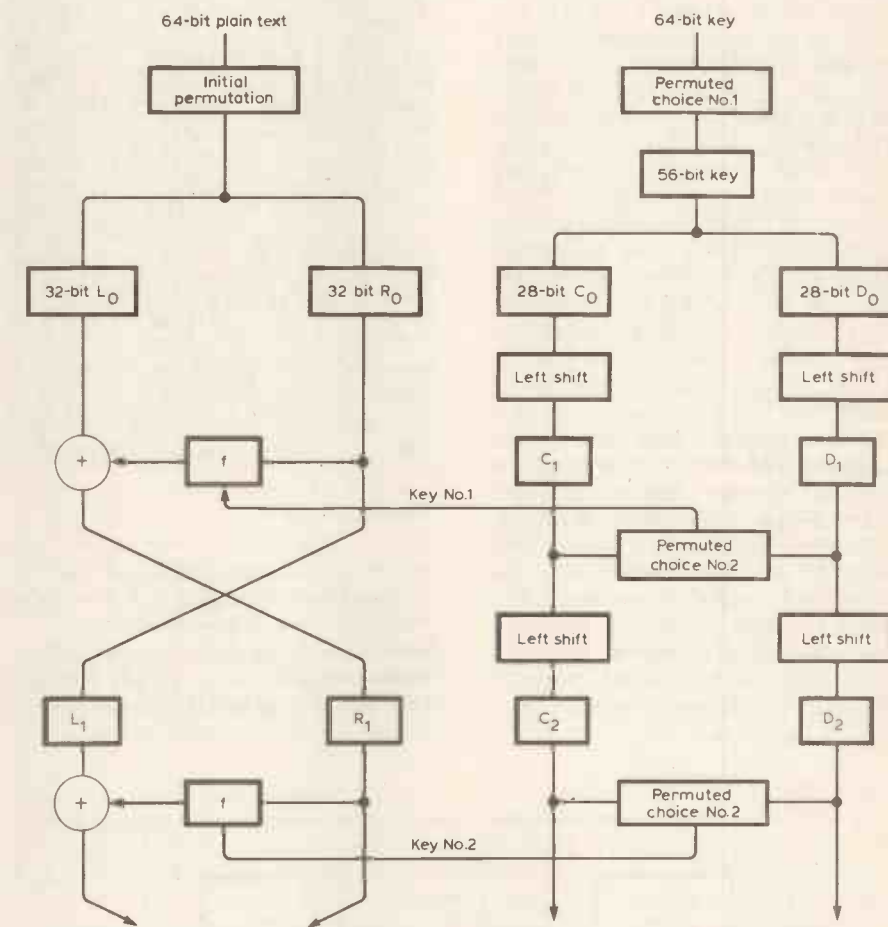 64-bit plain text
64-bit key
Initial
permutation
Permuted
choice No.1
56-bit key
32-bit L0
32 bit R0
28-bit C0
28-bit D0
Left shift
Left shift
+
f
C1
D1
Key No.1
Permuted
choice No.2
Left shift
Left shift
L1
R1
C2
D2
+
f
Permuted
choice No.2
Key No.2